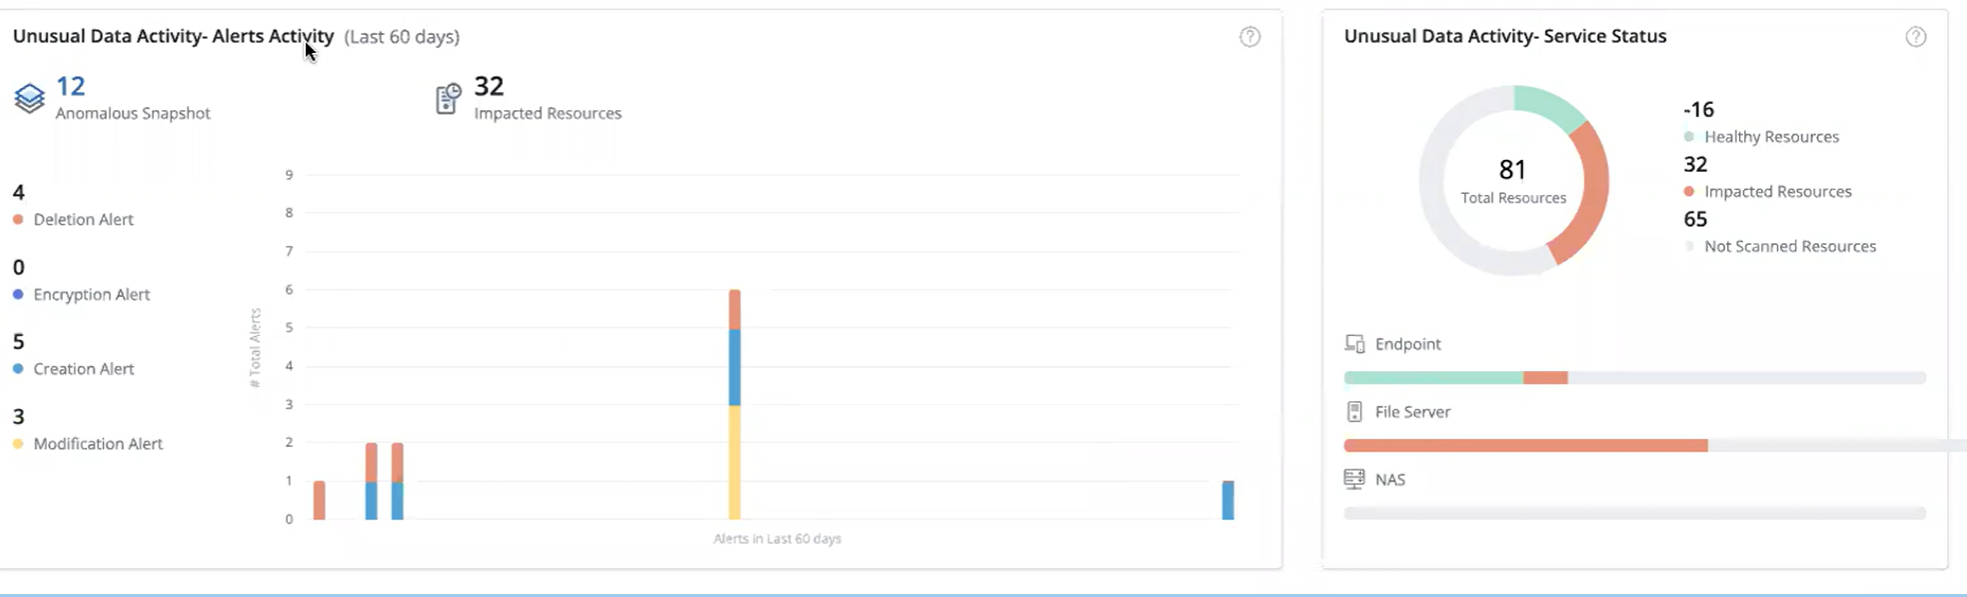 Unusual Data Activity- Alerts Activity (Last 60 days)
12
Anomalous Snapshot
32
Impacted Resources
4
Deletion Alert
0
Encryption Alert
5
Creation Alert
3
Modification Alert
# Total Alerts
9
8
7
6
5
4
3
2
1
0
Alerts in Last 60 days
Unusual Data Activity- Service Status
81
Total Resources
-16
Healthy Resources
32
Impacted Resources
65
Not Scanned Resources
Endpoint
File Server
NAS